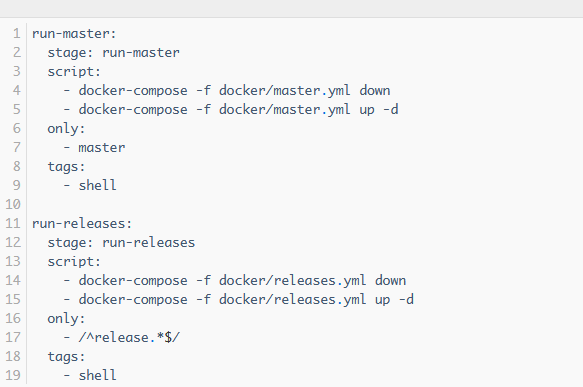 1 run-master:
2   stage: run-master
3   script:
4     - docker-compose -f docker/master.yml down
5     - docker-compose -f docker/master.yml up -d
6   only:
7     - master
8   tags:
9     - shell
10
11 run-releases:
12   stage: run-releases
13   script:
14     - docker-compose -f docker/releases.yml down
15     - docker-compose -f docker/releases.yml up -d
16   only:
17     - /^release.*$/
18   tags:
19     - shell